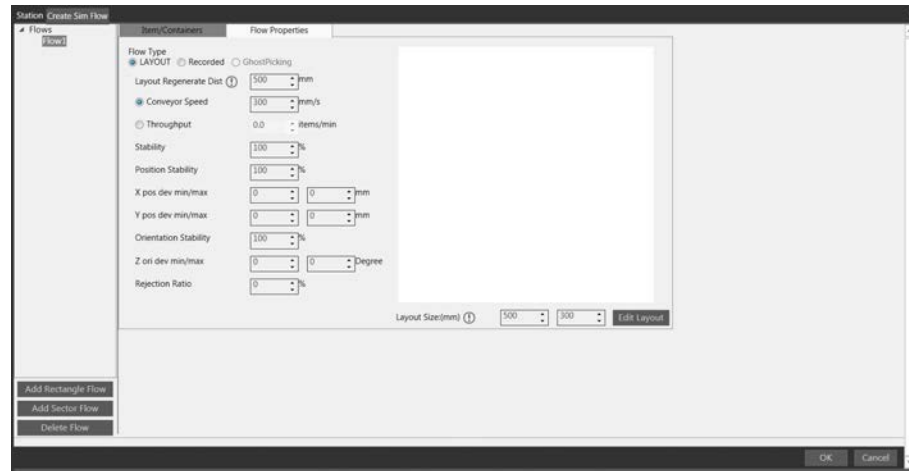 Station Create Sim Flow
Flows
Flow1
Item/Containers Flow Properties
Flow Type
LAYOUT Recorded GhostPicking
Layout Regenerate Dist 500 mm
Conveyor Speed 300 mm/s
Throughput 0.0 items/min
Stability 100 %
Position Stability 100 %
X pos dev min/max 0 0 mm
Y pos dev min/max 0 0 mm
Orientation Stability 100 %
Z ori dev min/max 0 0 Degree
Rejection Ratio 0 %
Layout Size:(mm) 500 300 Edit Layout
Add Rectangle Flow
Add Sector Flow
Delete Flow
OK Cancel